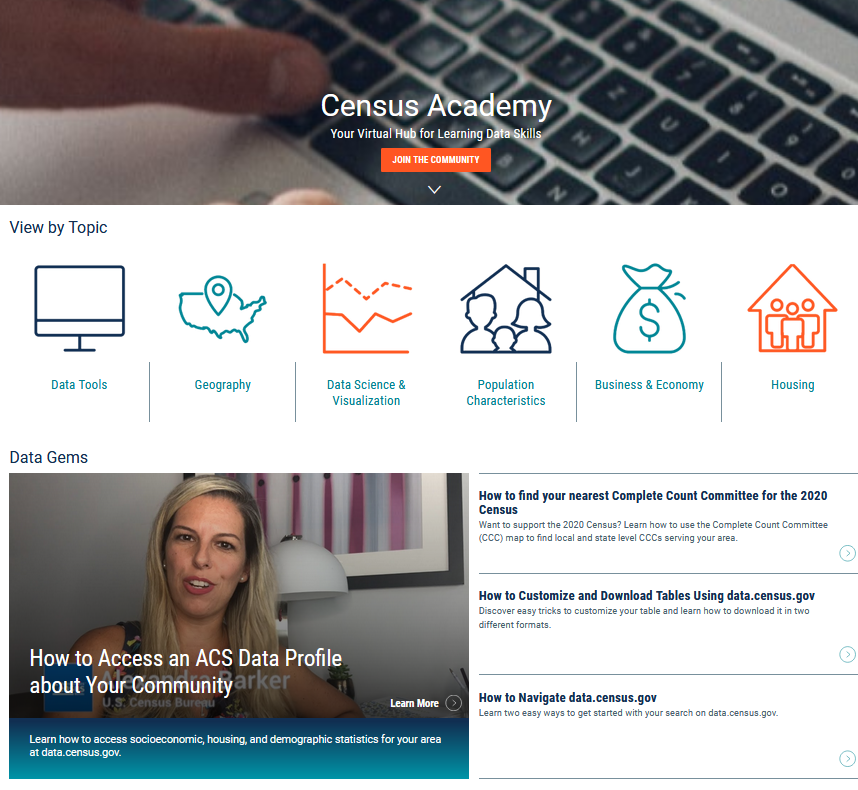 Census Academy
Your Virtual Hub for Learning Data Skills
JOIN THE COMMUNITY
View by Topic
Data Tools
Geography
Data Science &
Visualization
Population
Characteristics
Business & Economy
Housing
Data Gems
How to Access an ACS Data Profile
about Your Community
Alexandra Barker
U.S. Census Bureau
Learn More
Learn how to access socioeconomic, housing, and demographic statistics for your area
at data.census.gov.
How to find your nearest Complete Count Committee for the 2020
Census
Want to support the 2020 Census? Learn how to use the Complete Count Committee
(CCC) map to find local and state level CCCs serving your area.
How to Customize and Download Tables Using data.census.gov
Discover easy tricks to customize your table and learn how to download it in two
different formats.
How to Navigate data.census.gov
Learn two easy ways to get started with your search on data.census.gov.